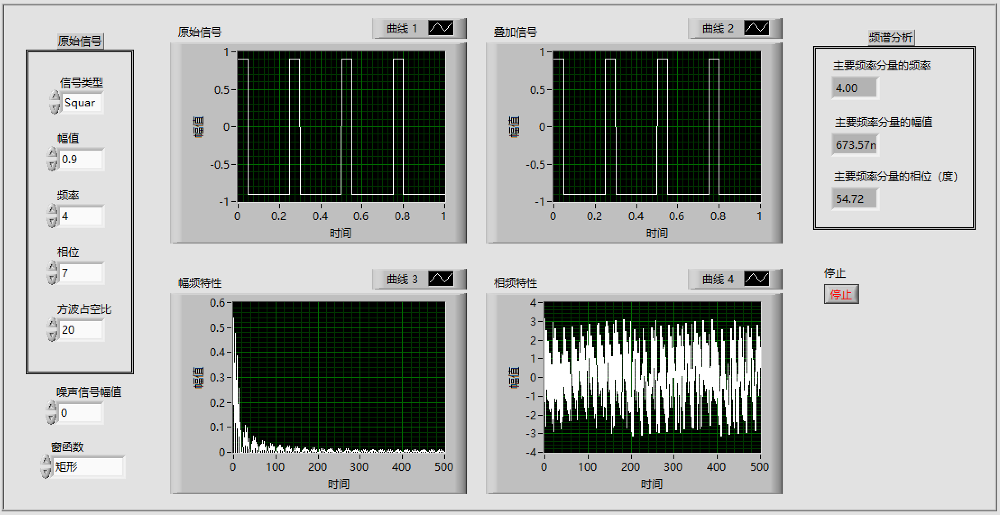 原始信号
信号类型
Squar
幅值
0.9
频率
4
相位
7
方波占空比
20
噪声信号幅值
0
窗函数
矩形
原始信号
曲线 1
幅值
1
0.5
0
-0.5
-1
0 0.2 0.4 0.6 0.8 1
时间
叠加信号
曲线 2
幅值
1
0.5
0
-0.5
-1
0 0.2 0.4 0.6 0.8 1
时间
幅频特性
曲线 3
幅值
0.6
0.5
0.4
0.3
0.2
0.1
0
0 100 200 300 400 500
时间
相频特性
曲线 4
幅值
4
3
2
1
0
-1
-2
-3
-4
0 100 200 300 400 500
时间
频谱分析
主要频率分量的频率
4.00
主要频率分量的幅值
673.57n
主要频率分量的相位（度）
54.72
停止
停止